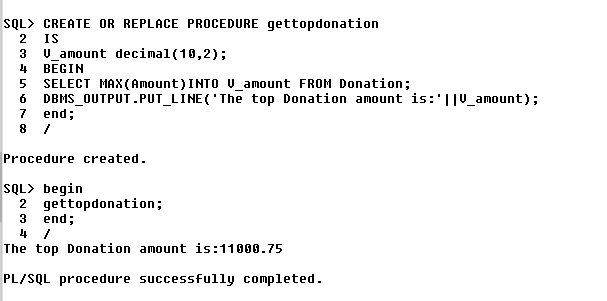 SQL> CREATE OR REPLACE PROCEDURE gettopdonation
2 IS
3 V_amount decimal(10,2);
4 BEGIN
5 SELECT MAX(Amount)INTO V_amount FROM Donation;
6 DBMS_OUTPUT.PUT_LINE('The top Donation amount is:'||V_amount);
7 end;
8 /
Procedure created.
SQL> begin
2 gettopdonation;
3 end;
4 /
The top Donation amount is:11000.75
PL/SQL procedure successfully completed.